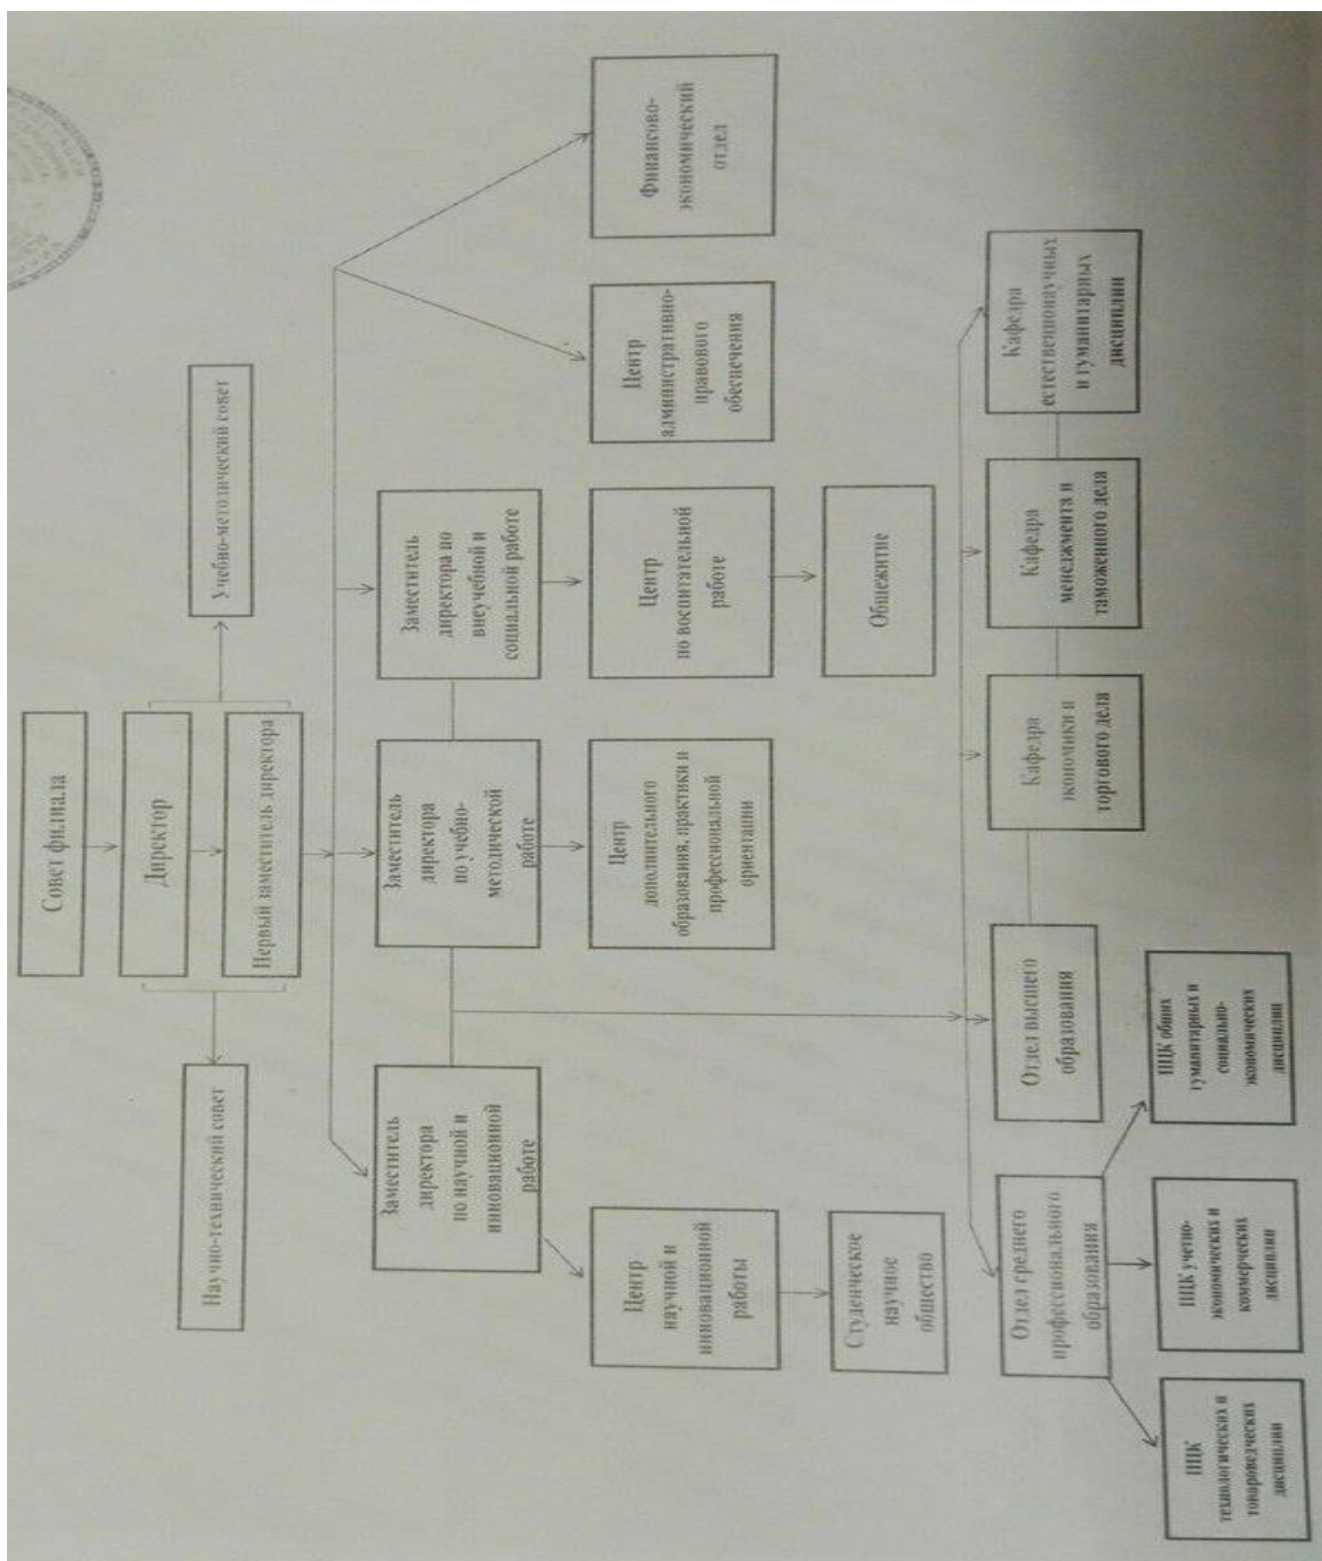 Совет филиала
Директор
Первый заместитель директора
Научно-технический совет
Учебно-методический совет
Заместитель
директора
по научной и
инновационной
работе
Заместитель
директора
по учебно-
методической
работе
Заместитель
директора по
внеучебной и
социальной работе
Центр
научной и
инновационной
работы
Центр
дополнительного
образования, практики и
профессиональной
ориентации
Центр
по воспитательной
работе
Центр
административно-
правового
обеспечения
Финансово-
экономический
отдел
Студенческое
научное
общество
Общежитие
Отдел среднего
профессионального
образования
Отдел высшего
образования
Кафедра
экономики и
торгового дела
Кафедра
менеджмента и
таможенного дела
Кафедра
естественнонаучных
и гуманитарных
дисциплин
ПЦК
технологических и
товароведческих
дисциплин
ПЦК учетно-
экономических и
коммерческих
дисциплин
ПЦК общих
гуманитарных и
социально-
экономических
дисциплин